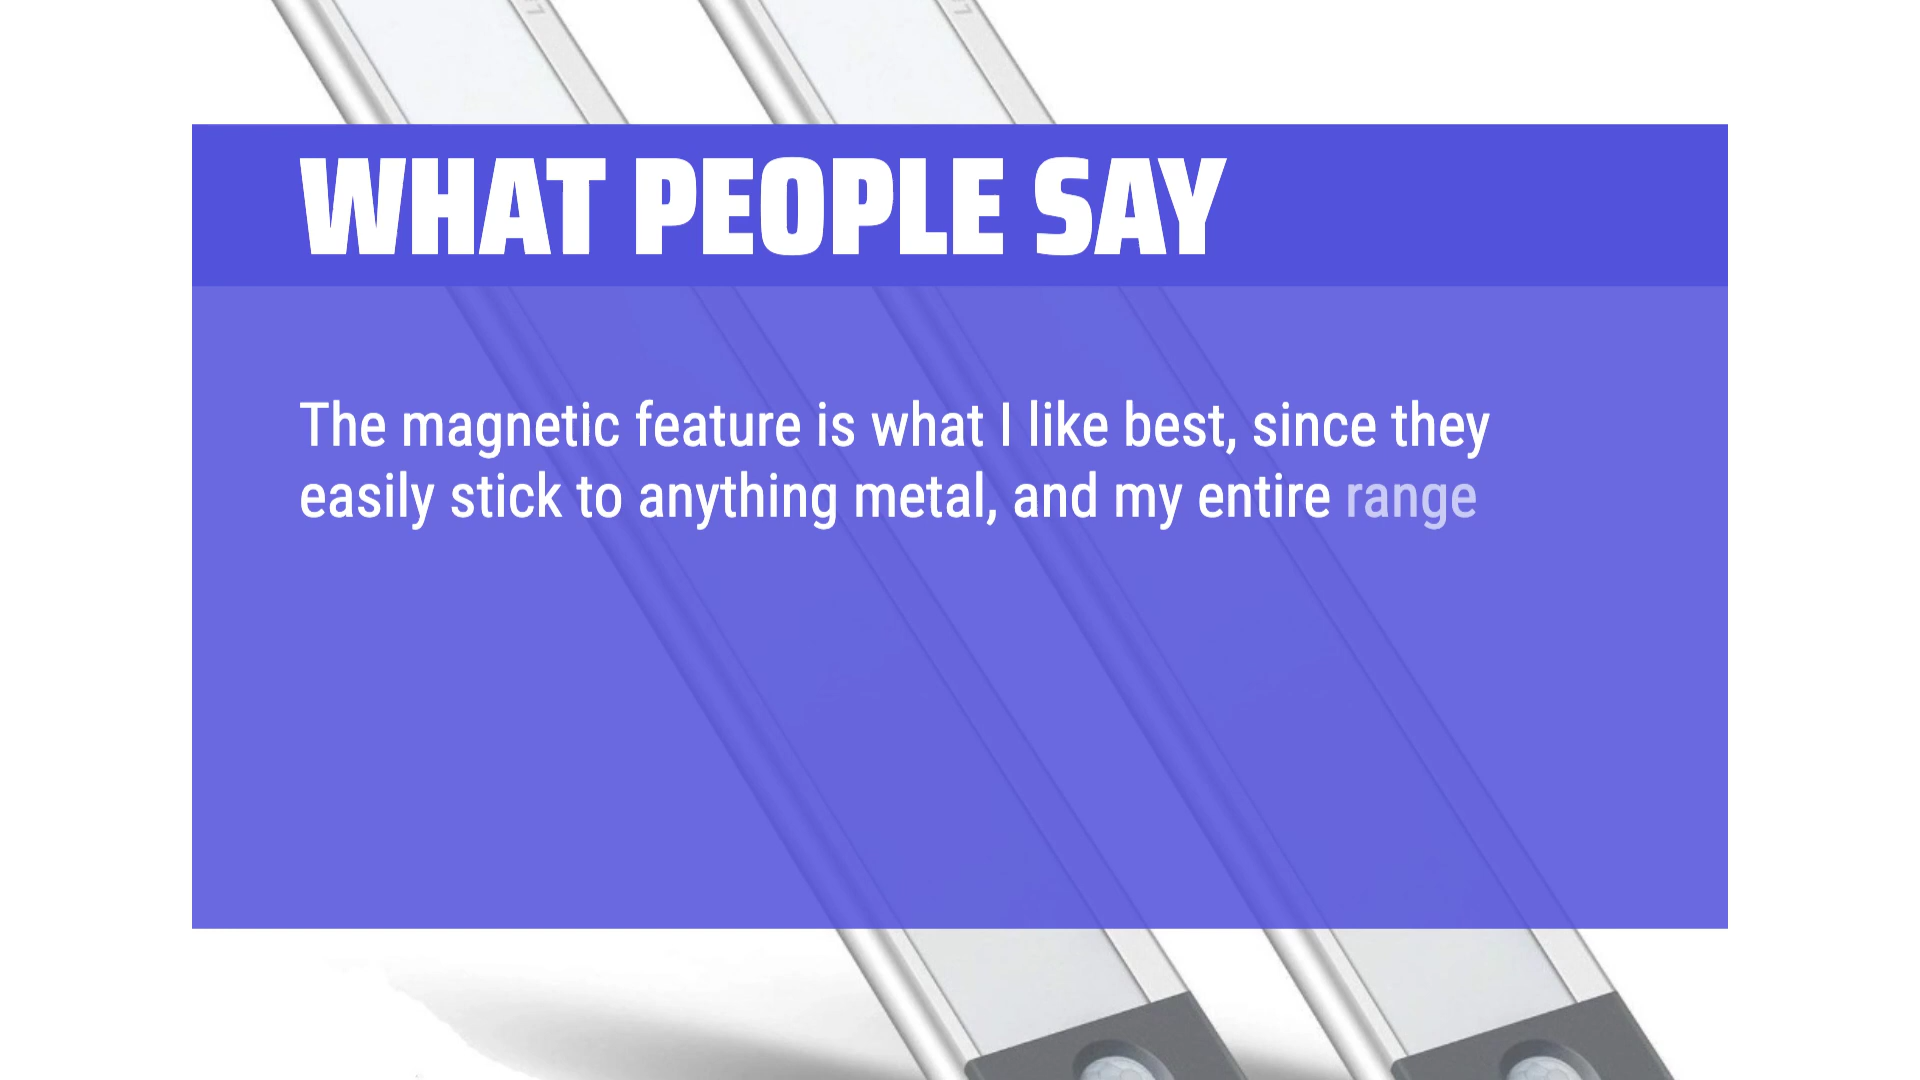 WHAT PEOPLE SAY
The magnetic feature is what I like best, since they
easily stick to anything metal, and my entire range